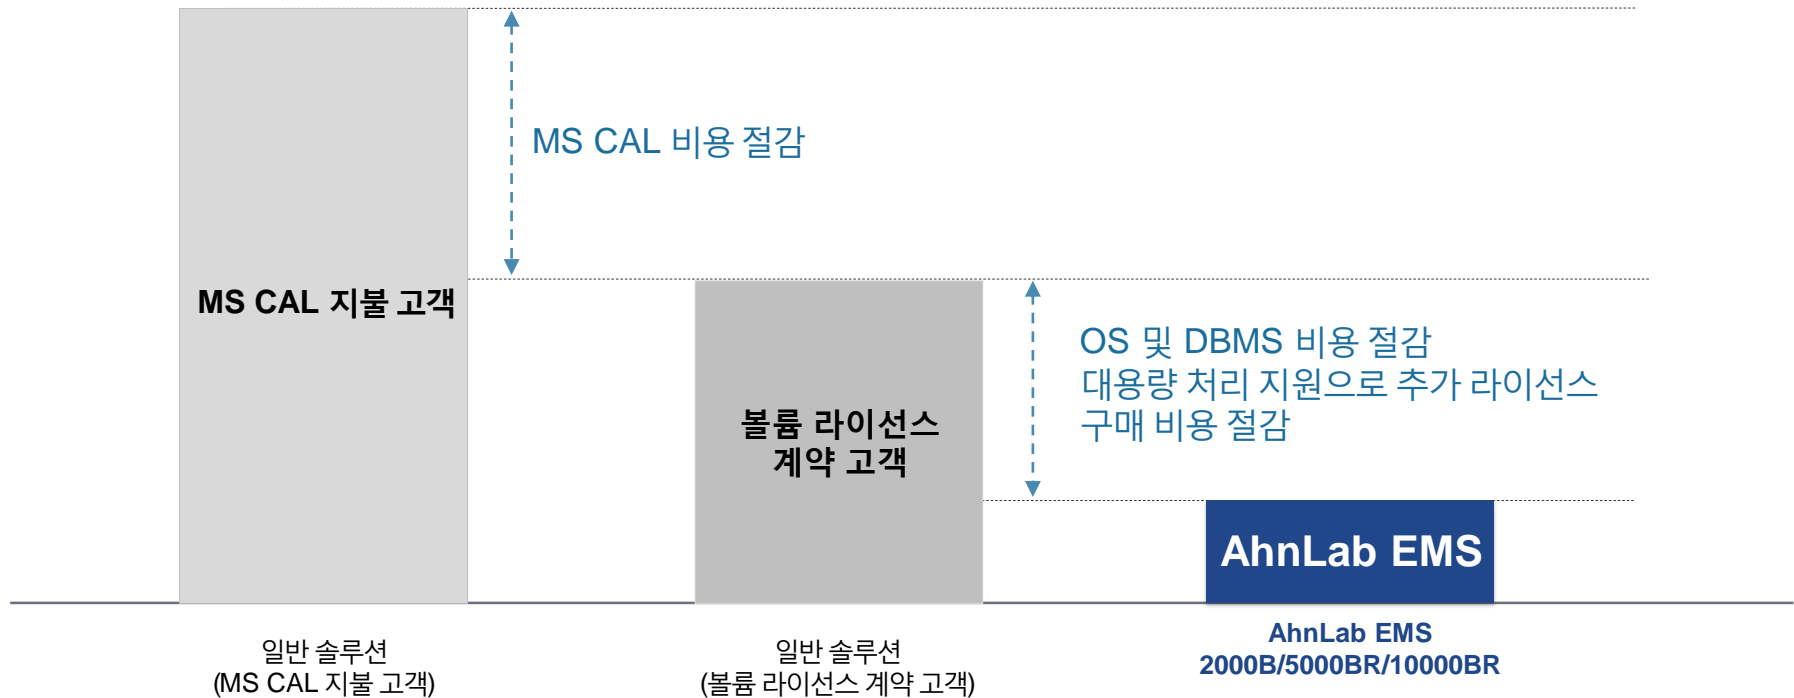 MS CAL 비용 절감
MS CAL 지불 고객
OS 및 DBMS 비용 절감
대용량 처리 지원으로 추가 라이선스
구매 비용 절감
볼륨 라이선스
계약 고객
AhnLab EMS
일반 솔루션
(MS CAL 지불 고객)
일반 솔루션
(볼륨 라이선스 계약 고객)
AhnLab EMS
2000B/5000BR/10000BR